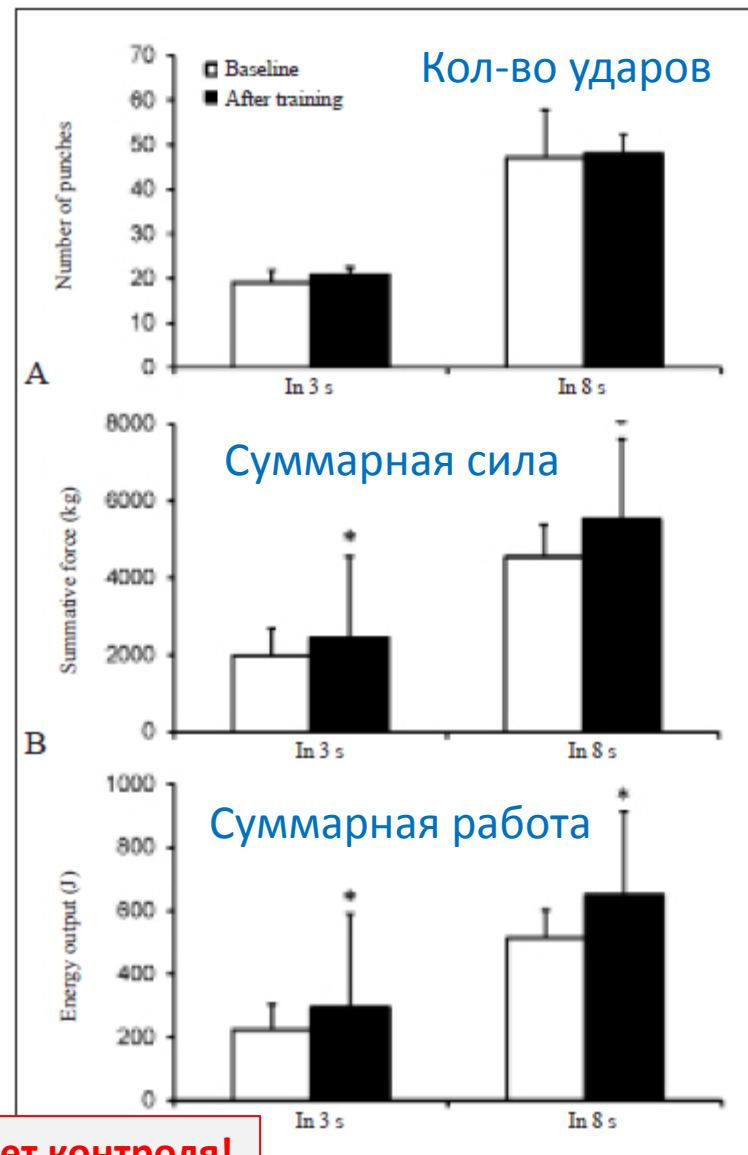 70
60
50
40
30
20
10
0
Number of punches
Baseline
After training
Кол-во ударов
In 3 s
In 8 s
A
8000
6000
4000
2000
0
Summative force (kg)
Суммарная сила
*
In 3 s
In 8 s
B
1000
800
600
400
200
0
Energy output (J)
Суммарная работа
*
*
In 3 s
In 8 s
контроля!